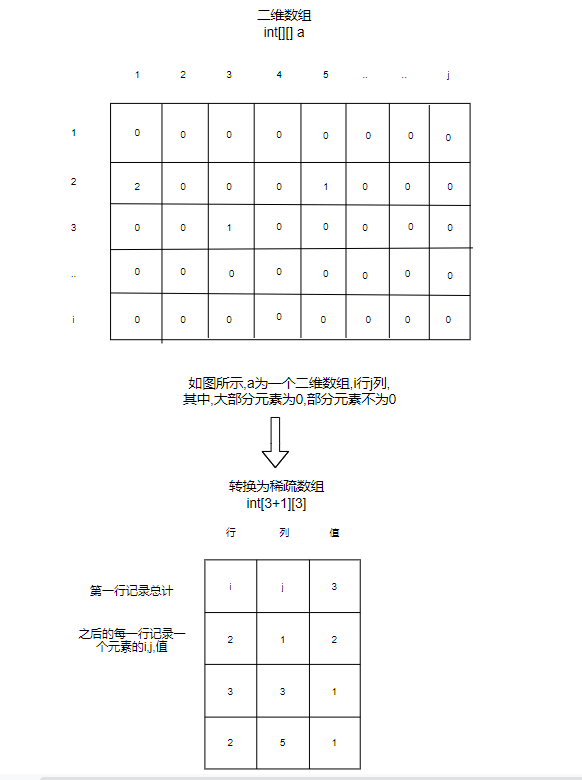 二维数组
int[][] a
1 2 3 4 5 .. .. j
1 0 0 0 0 0 0 0 0
2 2 0 0 0 1 0 0 0
3 0 0 1 0 0 0 0 0
.. 0 0 0 0 0 0 0 0
i 0 0 0 0 0 0 0 0
如图所示,a为一个二维数组,i行j列,
其中,大部分元素为0,部分元素不为0
转换为稀疏数组
int[3+1][3]
行 列 值
第一行记录总计 i j 3
之后的每一行记录一
个元素的i,j,值
2 1 2
3 3 1
2 5 1